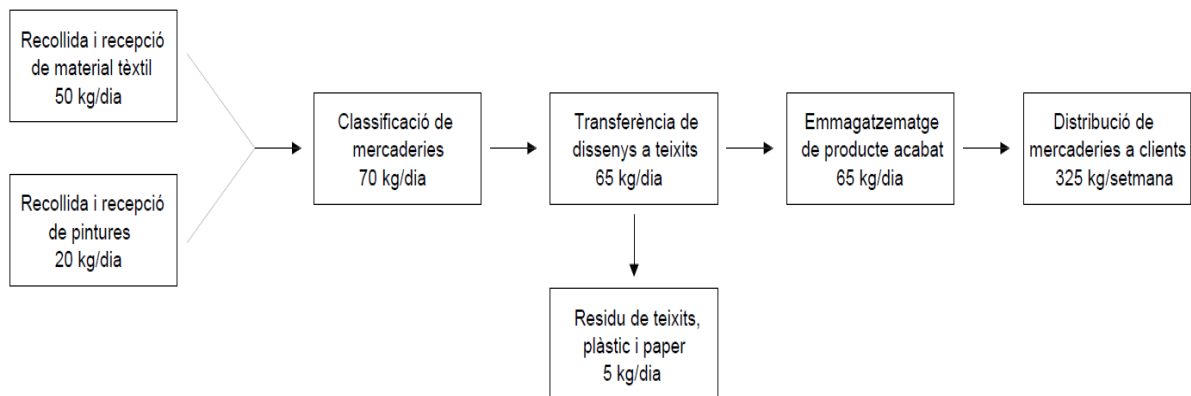 Recollida i recepció
de material tèxtil
50 kg/dia
Recollida i recepció
de pintures
20 kg/dia
Classificació de
mercaderies
70 kg/dia
Transferència de
dissenys a teixits
65 kg/dia
Residu de teixits,
plàstic i paper
5 kg/dia
Emmagatzematge
de producte acabat
65 kg/dia
Distribució de
mercaderies a clients
325 kg/setmana